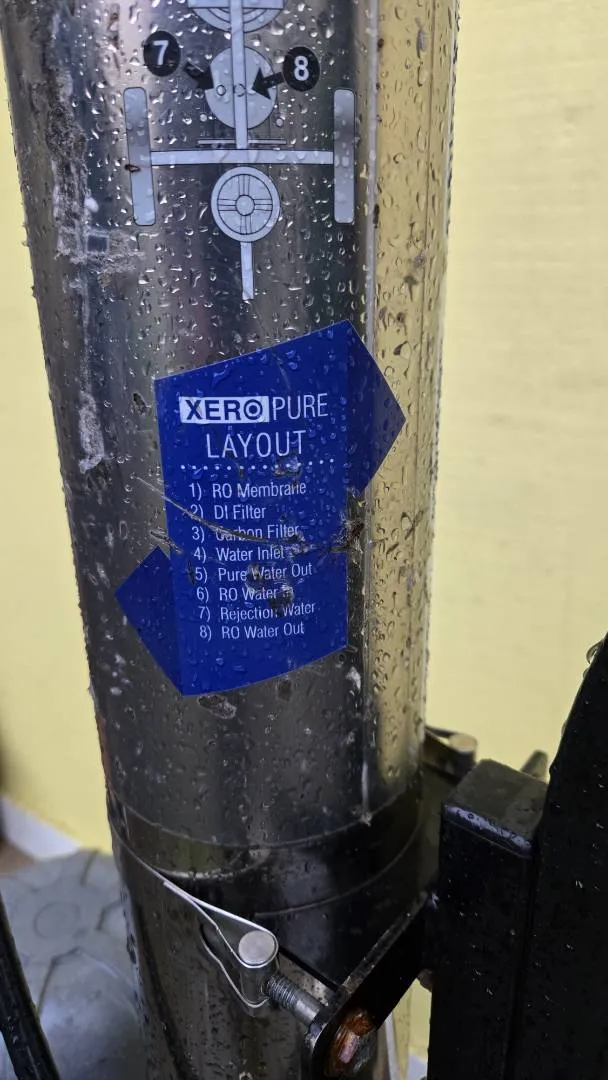 7
8
XERO PURE
LAYOUT
1) RO Membrane
2) DI Filter
3) Carbon Filter
4) Water Inlet
5) Pure Water Out
6) RO Water
7) Rejection Water
8) RO Water Out